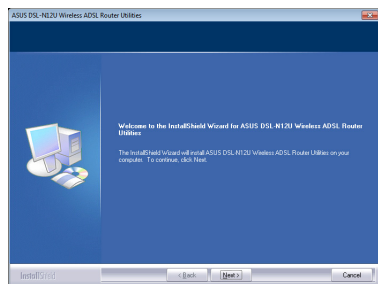 ASUS DSL-N12U Wireless ADSL Router Utilities
Welcome to the InstallShield Wizard for ASUS DSL-N12U Wireless ADSL Router
Utilities
The InstallShield Wizard will install ASUS DSL-N12U Wireless ADSL Router Utilities on your
computer. To continue, click Next.
InstallShield
< Back
Next >
Cancel